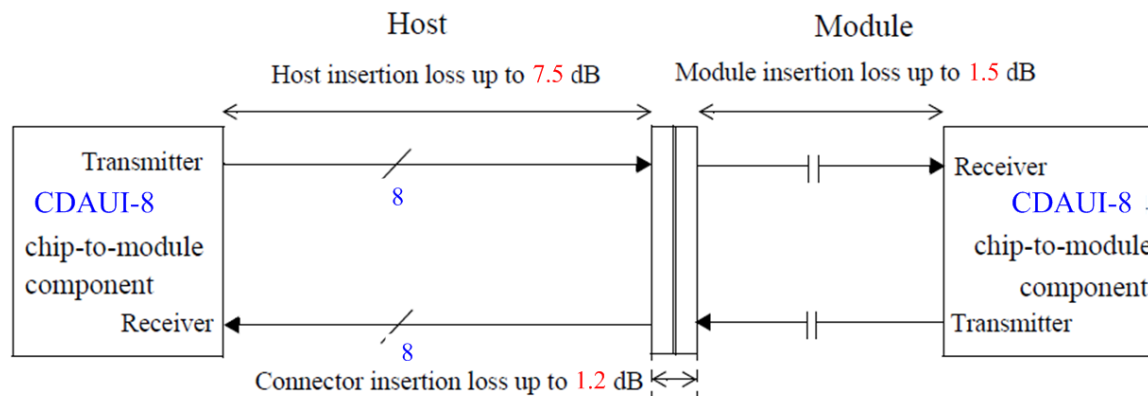 Host
Module
Host insertion loss up to 7.5 dB
Module insertion loss up to 1.5 dB
Transmitter
CDAUI-8
chip-to-module
component
Receiver
8
8
Receiver
CDAUI-8
chip-to-module
component
Transmitter
Connector insertion loss up to 1.2 dB